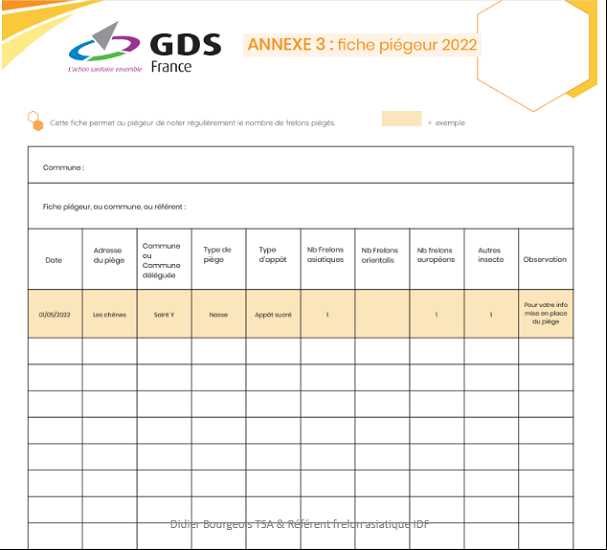 GDS
L'action sanitaire ensemble
France
ANNEXE 3 : fiche piégeur 2022
Cette fiche permet au piégeur de noter régulièrement le nombre de frelons piégés.
= exemple
Commune :
Fiche piégeur, ou commune, ou référent :
Date
Adresse
du piège
Commune
ou
Commune
déléguée
Type de
piège
Type
d'appât
Nb Frelons
asiatiques
Nb Frelons
orientalis
Nb frelons
européens
Autres
insecte
Observation
01/05/2022
Les chênes
Saint Y
Nasse
Appât sucré
1
1
1
Pour votre info
mise en place
du piège
Didier Bourgeois TSA & Référent frelon asiatique IDF